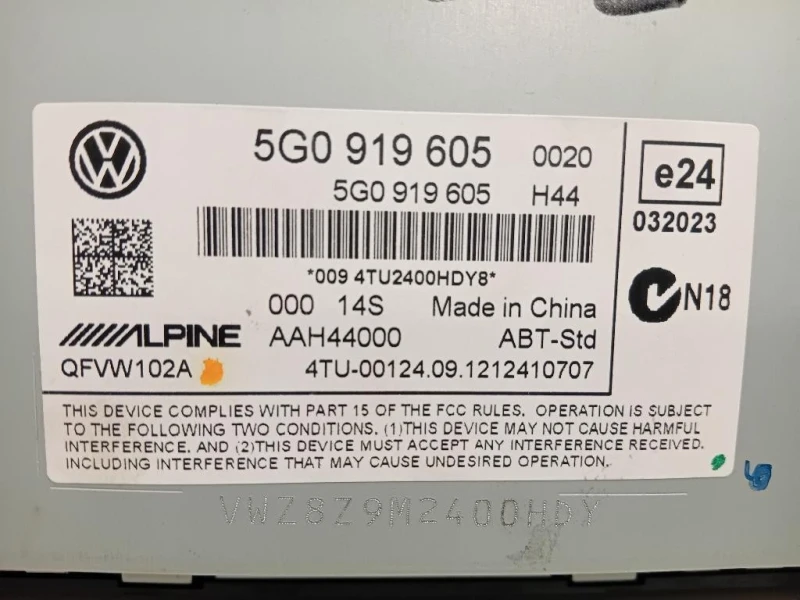 5G0 919 605 0020
5G0 919 605 H44
*009 4TU2400HDY8*
000 14S Made in China
ALPINE AAH44000 ABT-Std
QFVW102A 4TU-00124.09.1212410707
e24
032023
N18
THIS DEVICE COMPLIES WITH PART 15 OF THE FCC RULES. OPERATION IS SUBJECT
TO THE FOLLOWING TWO CONDITIONS. (1)THIS DEVICE MAY NOT CAUSE HARMFUL
INTERFERENCE. AND (2)THIS DEVICE MUST ACCEPT ANY INTERFERENCE RECEIVED.
INCLUDING INTERFERENCE THAT MAY CAUSE UNDESIRED OPERATION.
VWZ8Z9M2400HDY